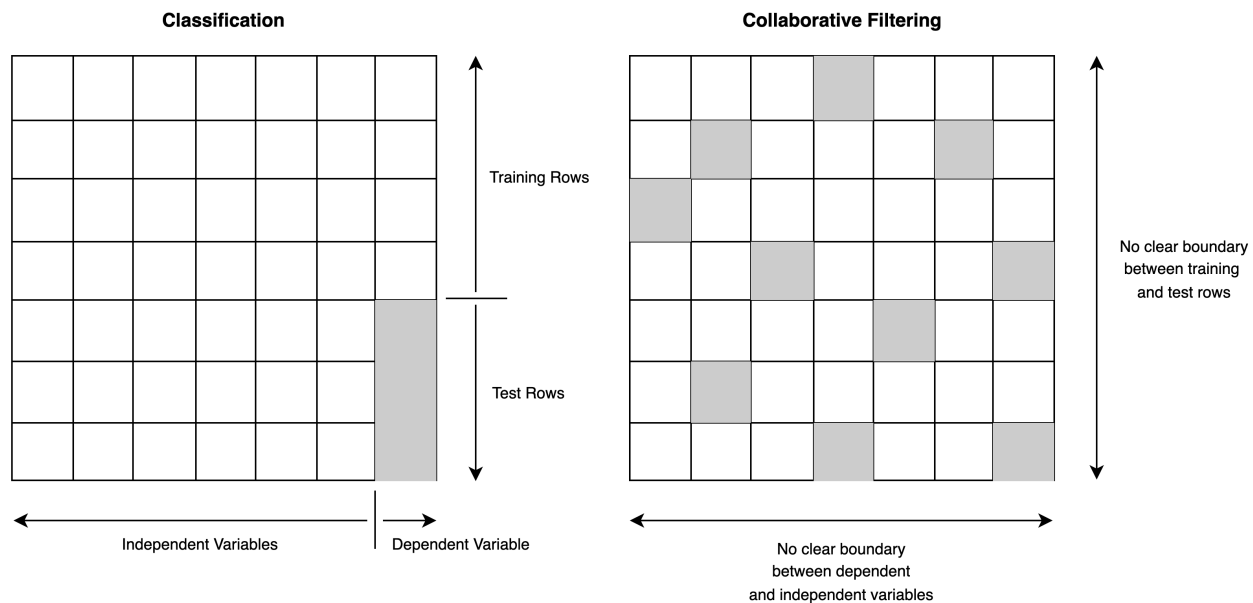 Classification
Collaborative Filtering
Training Rows
Test Rows
Independent Variables
Dependent Variable
No clear boundary
between training
and test rows
No clear boundary
between dependent
and independent variables